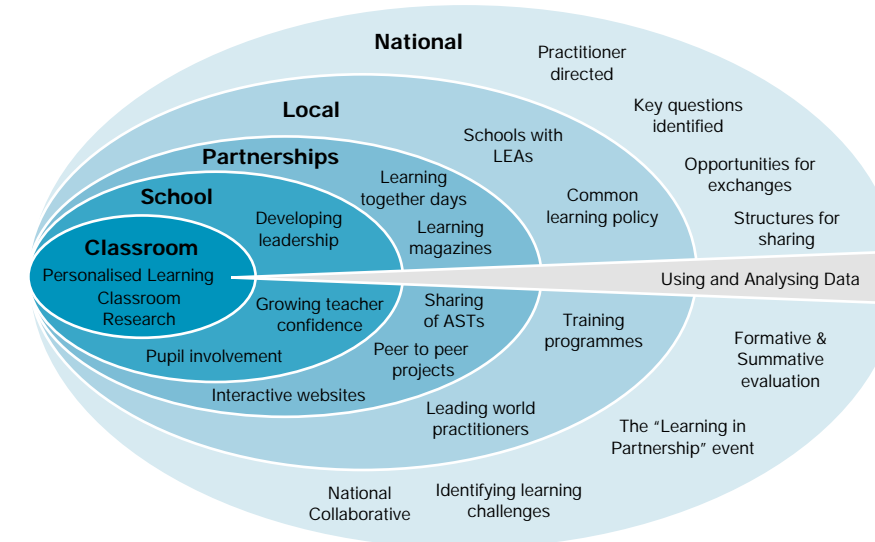 National
Practitioner
directed
Local
Key questions
identified
Schools with
LEAs
Partnerships
Opportunities for
exchanges
Learning
together days
School
Common
learning policy
Developing
leadership
Structures for
sharing
Learning
magazines
Classroom
Personalised Learning
Classroom
Research
Using and Analysing Data
Growing teacher
confidence
Sharing
of ASTs
Training
programmes
Formative &
Summative
evaluation
Pupil involvement
Peer to peer
projects
Interactive websites
Leading world
practitioners
The “Learning in
Partnership” event
National
Collaborative
Identifying learning
challenges